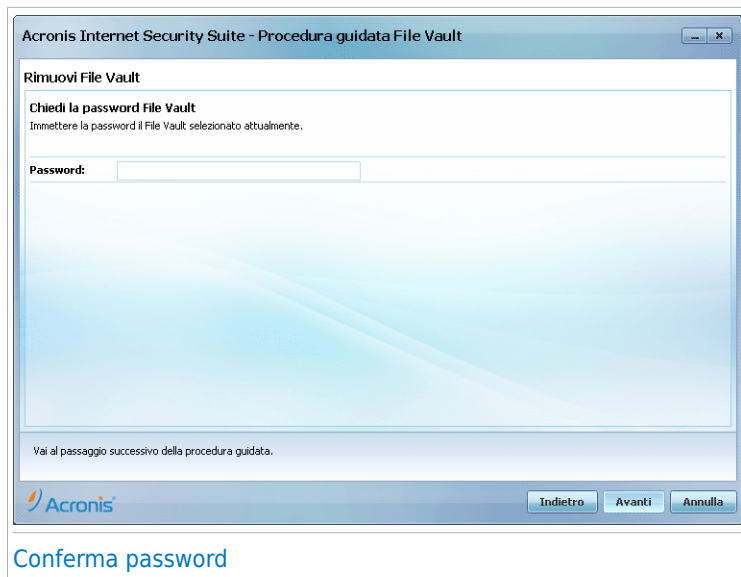 Acronis Internet Security Suite - Procedura guidata File Vault
Rimuovi File Vault
Chiedi la password File Vault
Immettere la password il File Vault selezionato attualmente.
Password:
Vai al passaggio successivo della procedura guidata.
Acronis
Indietro Avanti Annulla
Conferma password